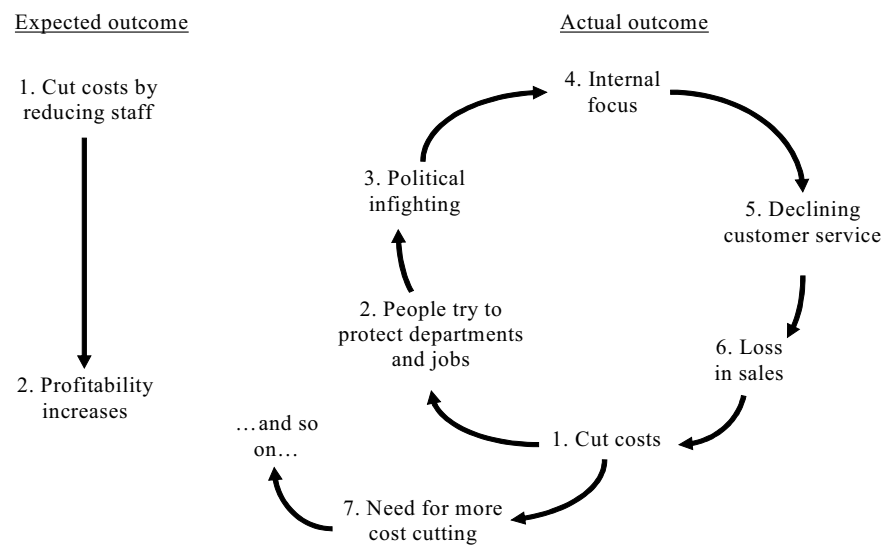 Expected outcome
1. Cut costs by
reducing staff
2. Profitability
increases
Actual outcome
4. Internal
focus
3. Political
infighting
5. Declining
customer service
2. People try to
protect departments
and jobs
6. Loss
in sales
…and so
on…
1. Cut costs
7. Need for more
cost cutting